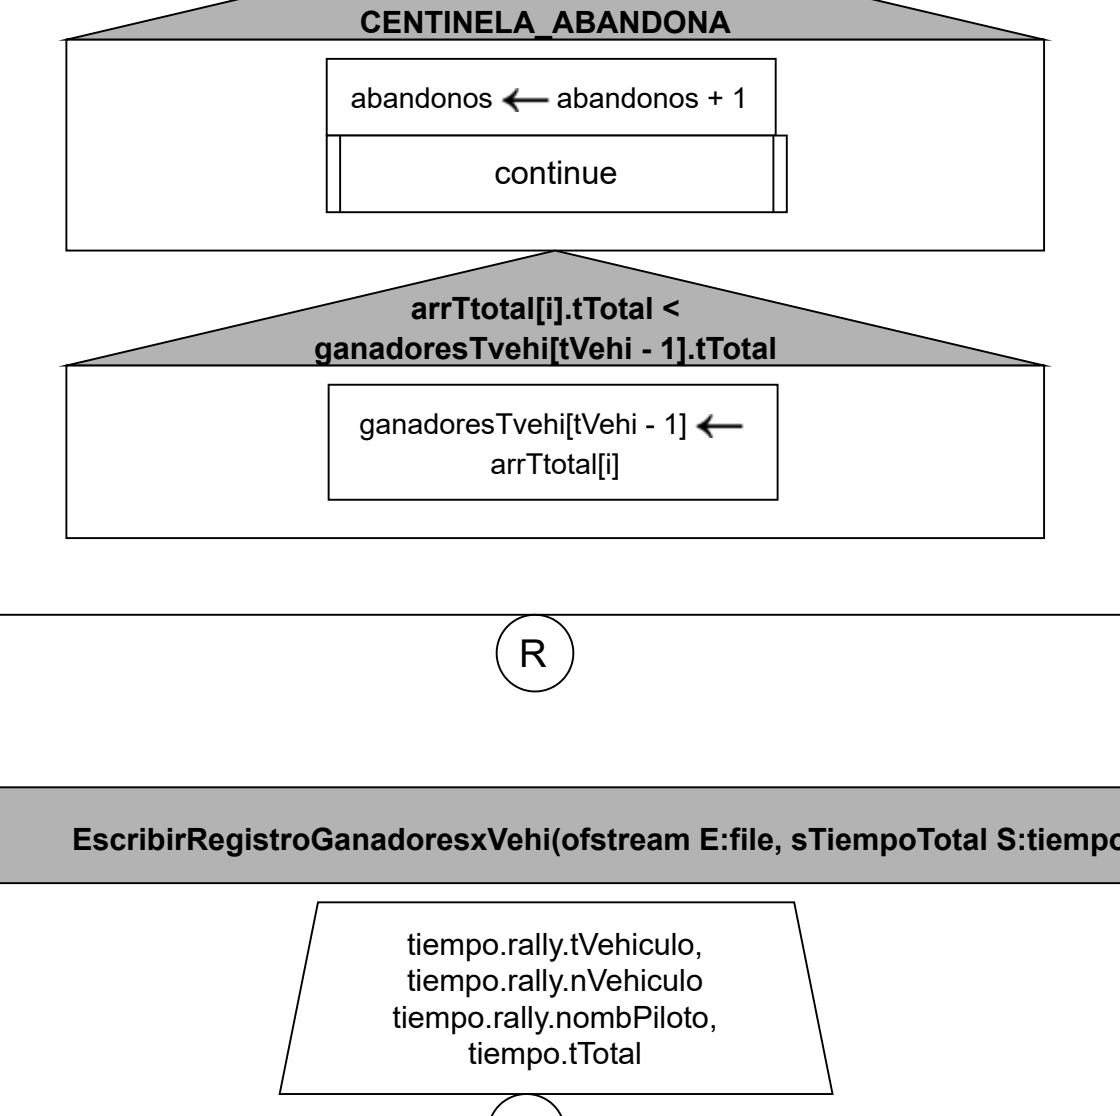 CENTINELA_ABANDONA
abandonos ← abandonos + 1
continue
arrTtotal[i].tTotal <
ganadoresTvehi[tVehi - 1].tTotal
ganadoresTvehi[tVehi - 1] ←
arrTtotal[i]
R
EscribirRegistroGanadoresxVehi(ofstream E:file, sTiempoTotal S:tiempo
tiempo.rally.tVehiculo,
tiempo.rally.nVehiculo
tiempo.rally.nombPiloto,
tiempo.tTotal